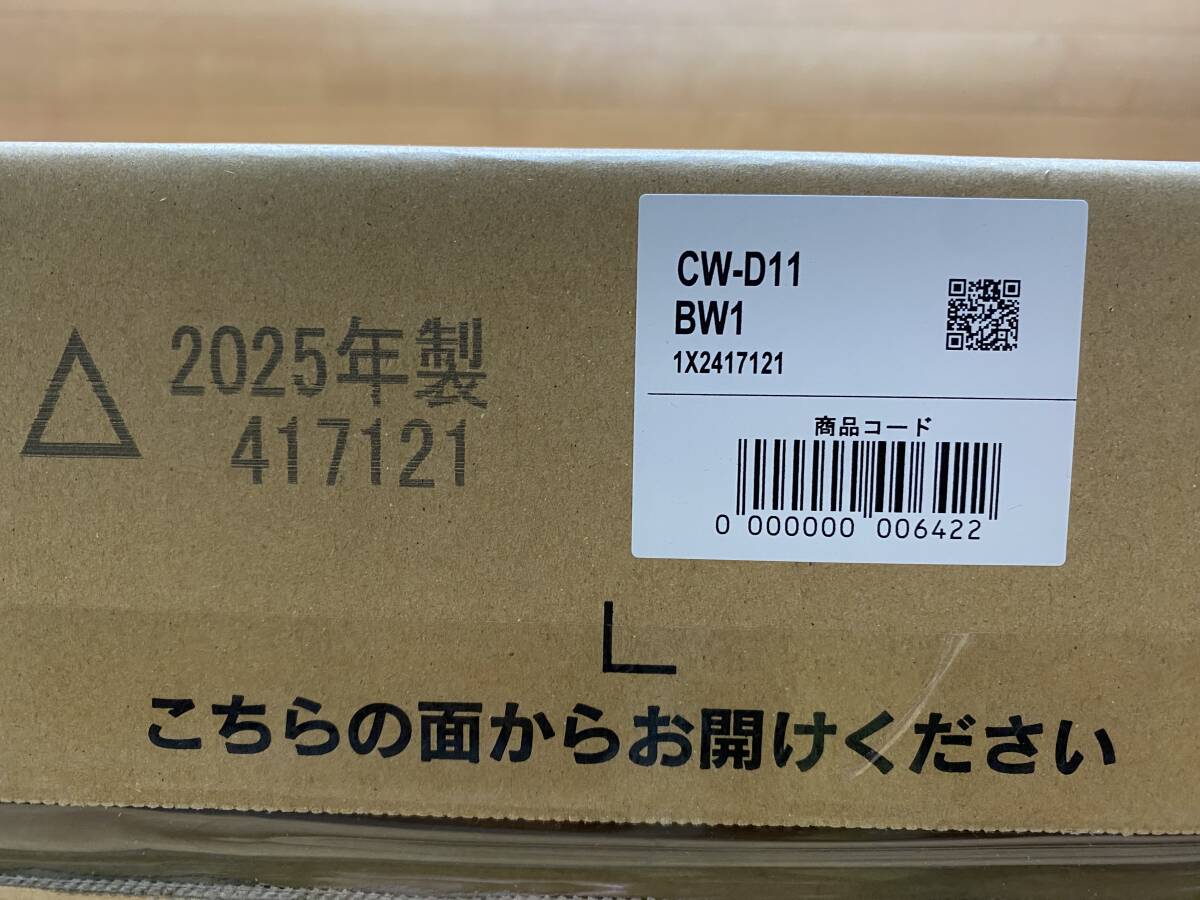 △ 2025年製
417121
CW-D11
BW1
1X2417121
商品コード
0 000000 006422
こちらの面からお開けください